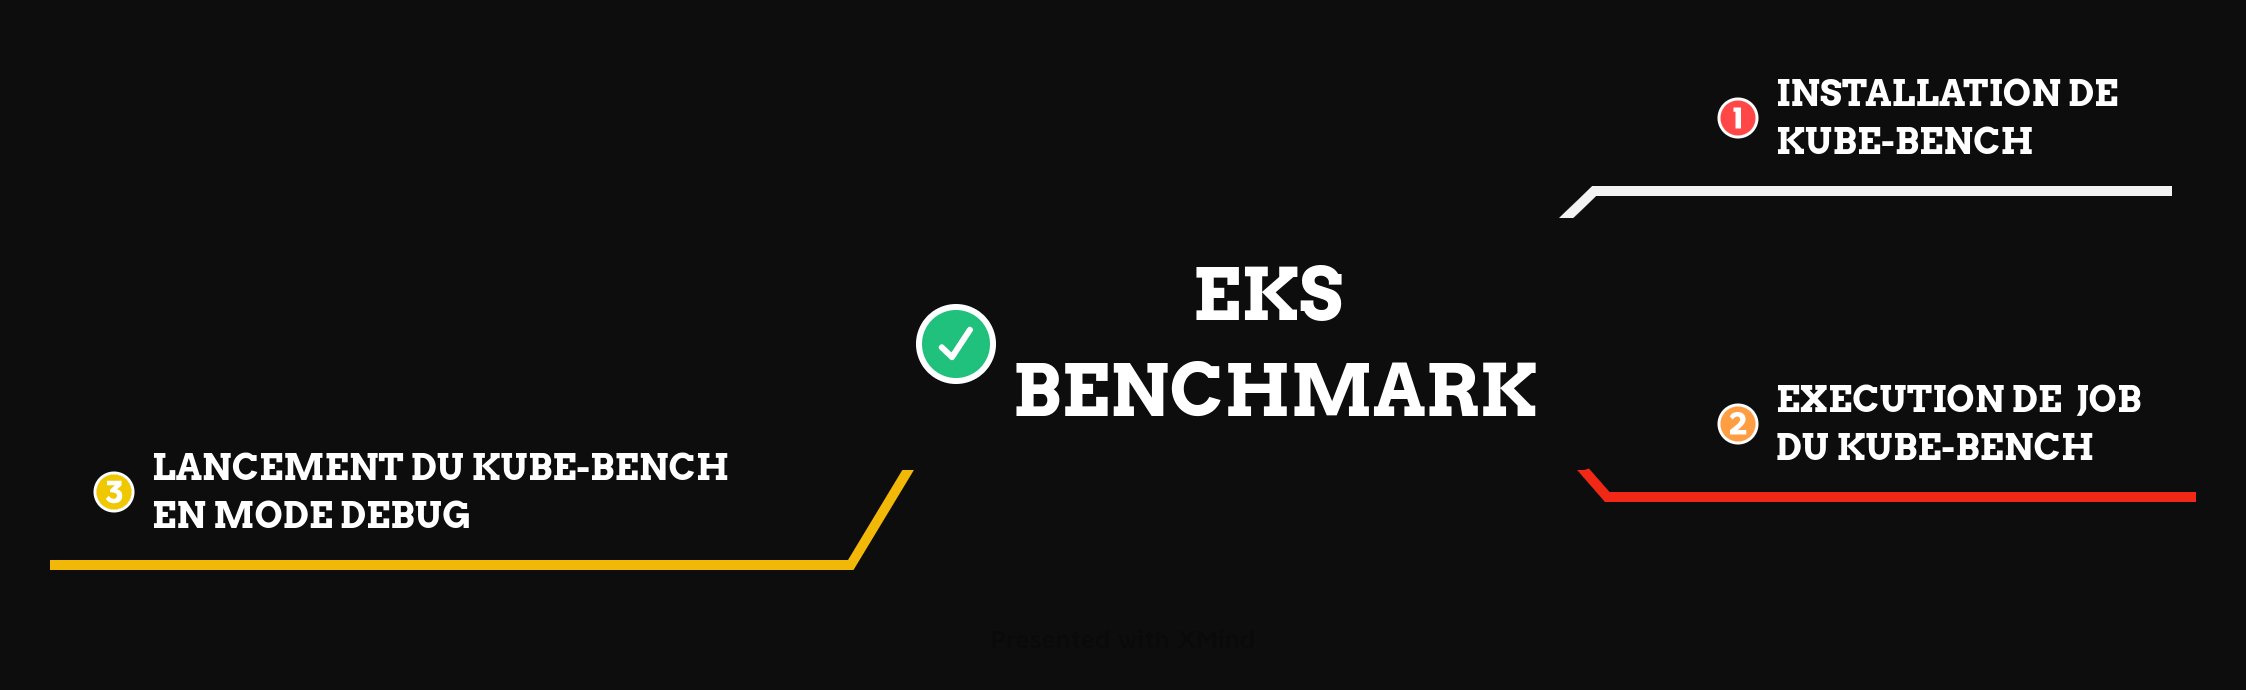 EKS
BENCHMARK
1
INSTALLATION DE
KUBE-BENCH
2
EXECUTION DE  JOB
DU KUBE-BENCH
3
LANCEMENT DU KUBE-BENCH
EN MODE DEBUG
Presented with XMind